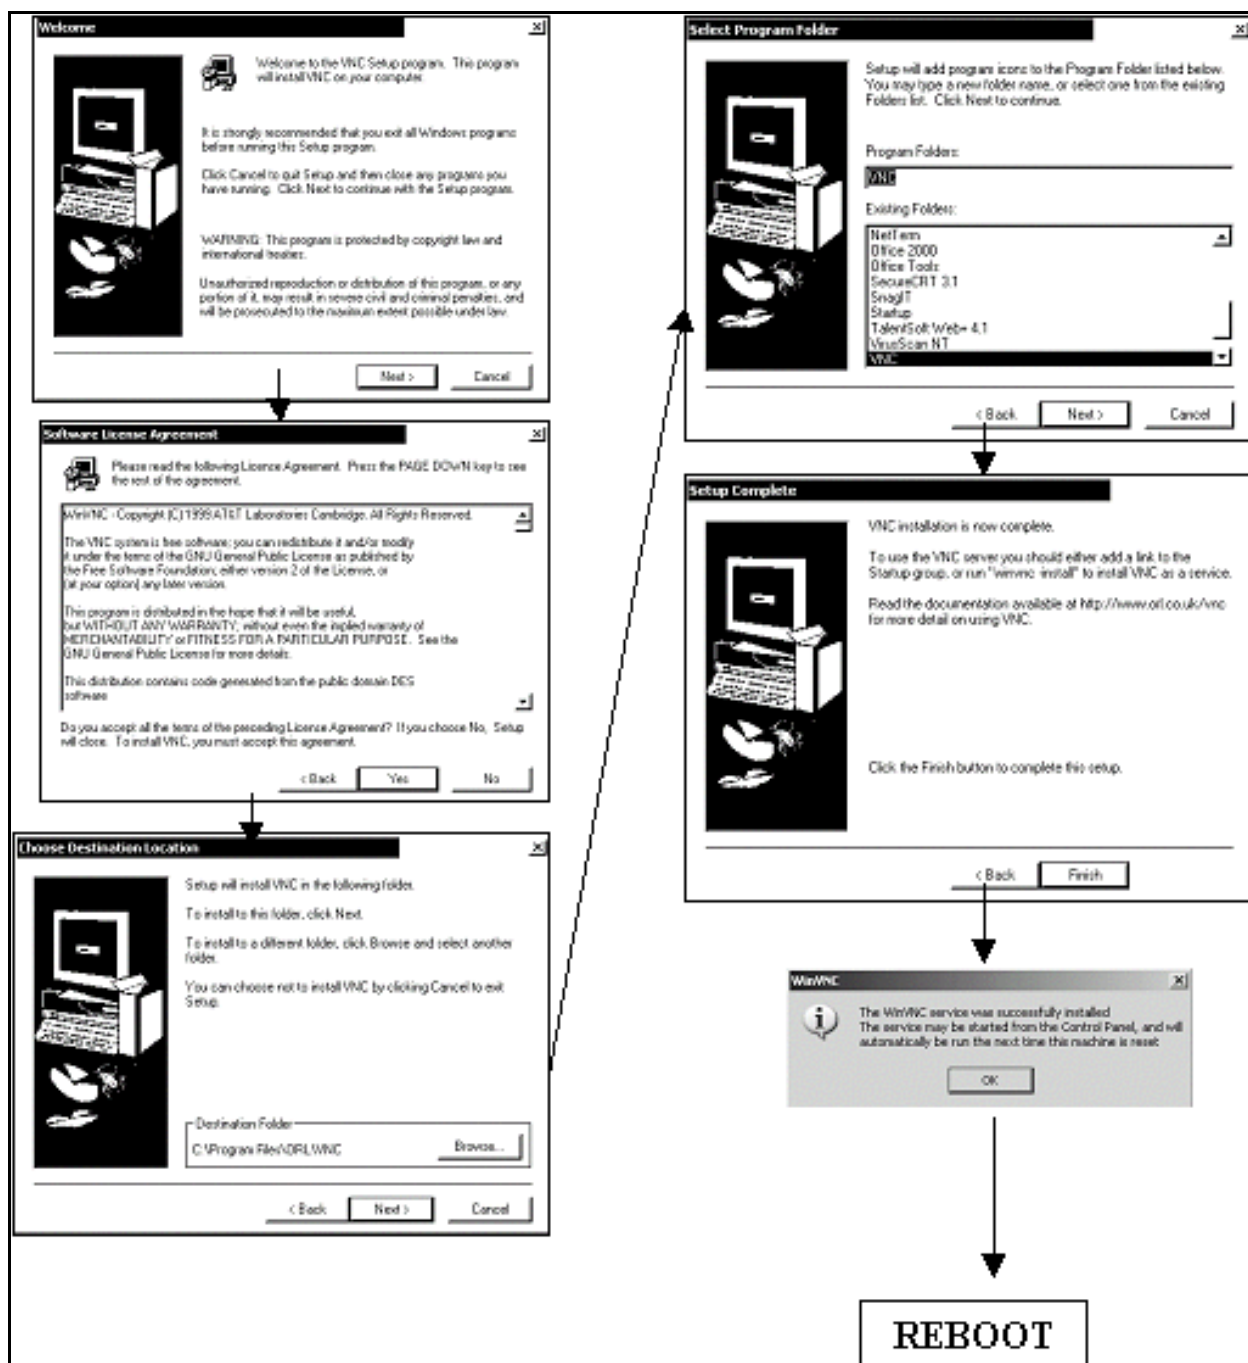 Welcome
Welcome to the VNC Setup program. This program
will install VNC on your computer.
It is strongly recommended that you exit all Windows programs
before running this Setup program.
Click Cancel to quit Setup and then close any programs you
have running. Click Next to continue with the Setup program.
WARNING: This program is protected by copyright law and
international treaties.
Unauthorized reproduction or distribution of this program, or any
portion of it, may result in severe civil and criminal penalties, and
will be prosecuted to the maximum extent possible under law.
Next >
Cancel
Software License Agreement
Please read the following License Agreement. Press the PAGE DOWN key to see
the rest of the agreement.
WinVNC - Copyright (C) 1999 AT&T Laboratories Cambridge. All Rights Reserved.
The VNC system is free software; you can redistribute it and/or modify
it under the terms of the GNU General Public License as published by
the Free Software Foundation; either version 2 of the License, or
(at your option) any later version.
This program is distributed in the hope that it will be useful,
but WITHOUT ANY WARRANTY; without even the implied warranty of
MERCHANTABILITY or FITNESS FOR A PARTICULAR PURPOSE. See the
GNU General Public License for more details.
This distribution contains code generated from the public domain DES
software
Do you accept all the terms of the preceding License Agreement? If you choose No, Setup
will close. To install VNC, you must accept this agreement.
< Back
Yes
No
Choose Destination Location
Setup will install VNC in the following folder.
To install to this folder, click Next.
To install to a different folder, click Browse and select another
folder.
You can choose not to install VNC by clicking Cancel to exit
Setup.
Destination Folder
C:\Program Files\ORL\VNC
Browse...
< Back
Next >
Cancel
Select Program Folder
Setup will add program icons to the Program Folder listed below.
You may type a new folder name, or select one from the existing
Folders list. Click Next to continue.
Program Folders:
VNC
Existing Folders:
NetTerm
Office 2000
Office Tools
SecureCRT 3.1
SnagIT
Startup
TalentSoft Web+ 4.1
VirusScan NT
VNC
< Back
Next >
Cancel
Setup Complete
VNC installation is now complete.
To use the VNC server you should either add a link to the
Startup group, or run "winvnc -install" to install VNC as a service.
Read the documentation available at http://www.orl.co.uk/vnc
for more detail on using VNC.
Click the Finish button to complete this setup.
< Back
Finish
WinVNC
The WinVNC service was successfully installed
The service may be started from the Control Panel, and will
automatically be run the next time this machine is reset
OK
REBOOT